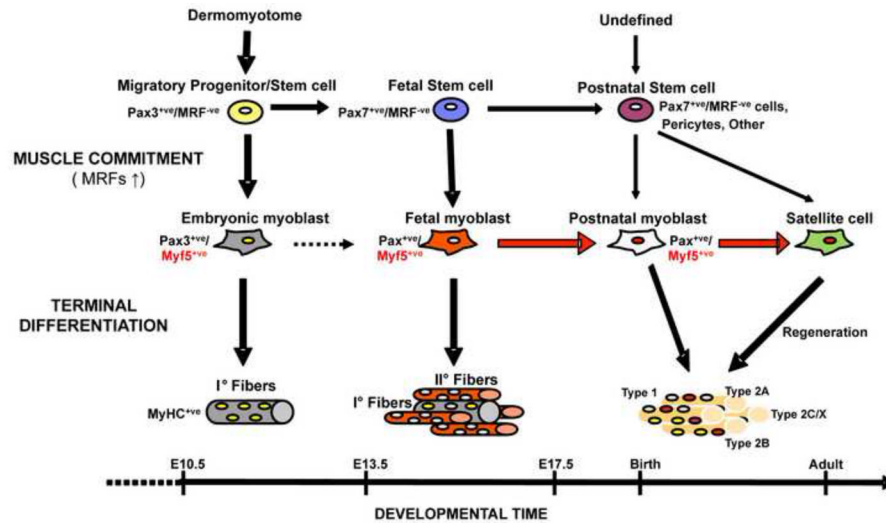 Dermomyotome
Undefined
Migratory Progenitor/Stem cell
Fetal Stem cell
Postnatal Stem cell
Pax3+ve/MRF-ve
Pax7+ve/MRF-ve
Pax7+ve/MRF-ve cells,
Pericytes, Other
MUSCLE COMMITMENT
( MRFs ↑)
Embryonic myoblast
Fetal myoblast
Postnatal myoblast
Satellite cell
Pax3+ve/
Myf5+ve
Pax+ve/
Myf5+ve
Pax+ve/
Myf5+ve
TERMINAL
DIFFERENTIATION
Regeneration
I° Fibers
MyHC+ve
II° Fibers
I° Fibers
Type 1
Type 2A
Type 2C/X
Type 2B
E10.5
E13.5
E17.5
Birth
Adult
DEVELOPMENTAL TIME